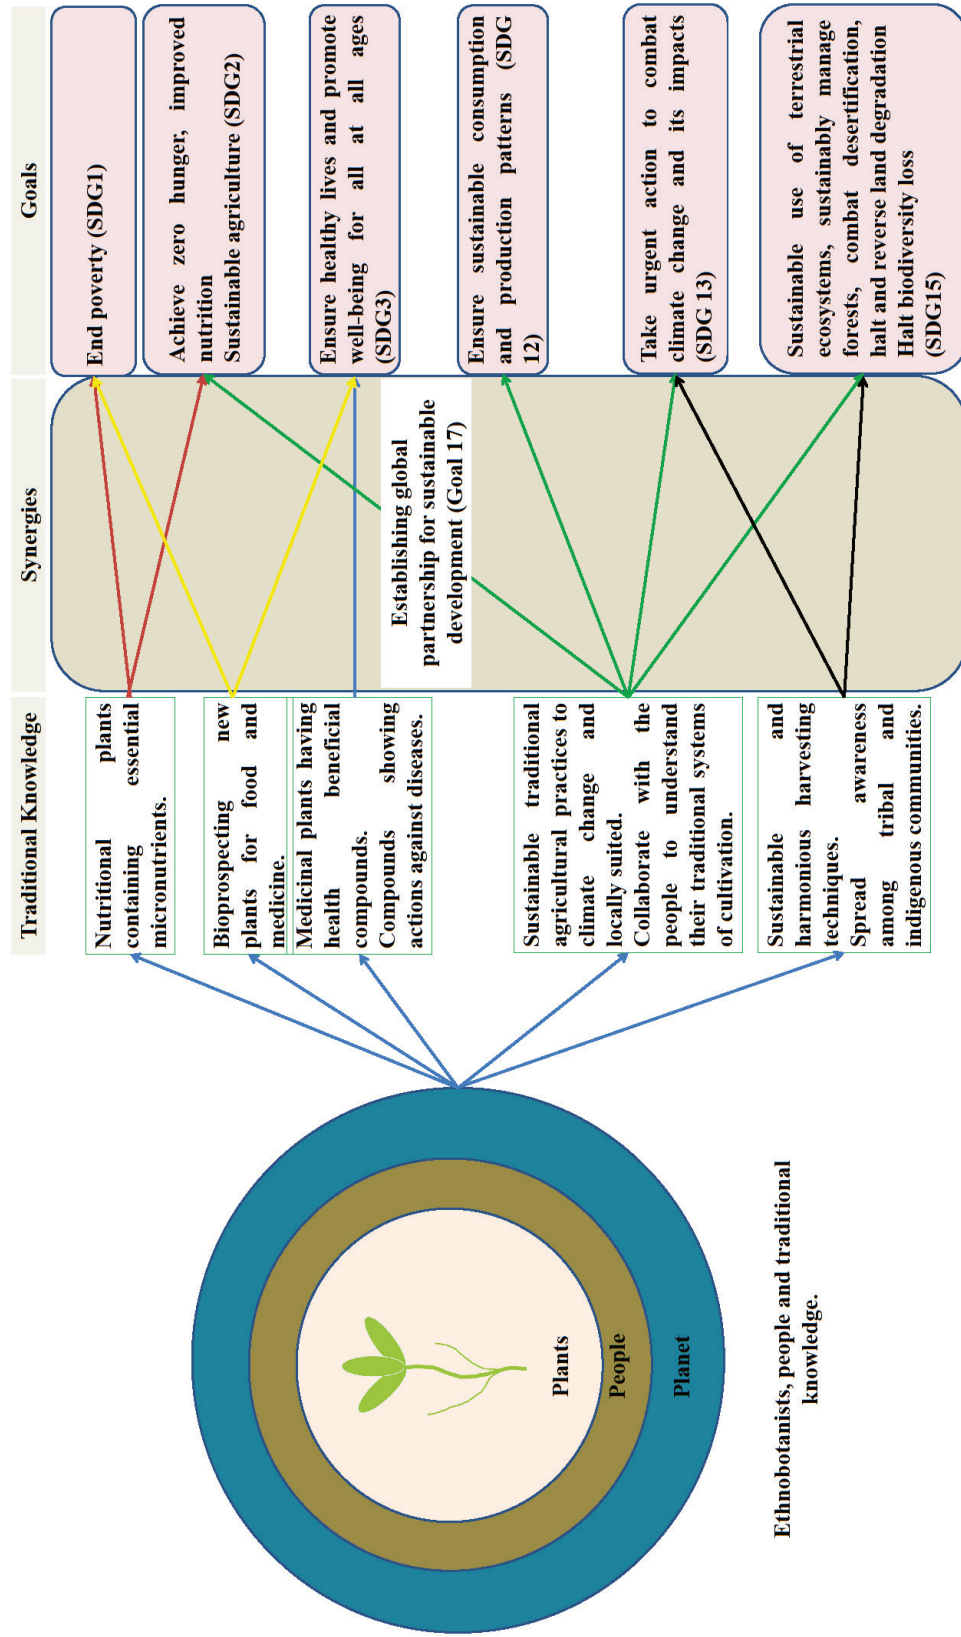 Traditional Knowledge
Synergies
Goals
Plants
People
Planet
Ethnobotanists, people and traditional
knowledge.
Nutritional plants
containing essential
micronutrients.
Bioprospecting new
plants for food and
medicine.
Medicinal plants having
health beneficial
compounds.
Compounds showing
actions against diseases.
Sustainable traditional
agricultural practices to
climate change and
locally suited.
Collaborate with the
people to understand
their traditional systems
of cultivation.
Sustainable and
harmonious harvesting
techniques.
Spread awareness
among tribal and
indigenous communities.
Establishing global
partnership for sustainable
development (Goal 17)
End poverty (SDG1)
Achieve zero hunger, improved
nutrition
Sustainable agriculture (SDG2)
Ensure healthy lives and promote
well-being for all at all ages
(SDG3)
Ensure sustainable consumption
and production patterns (SDG
12)
Take urgent action to combat
climate change and its impacts
(SDG 13)
Sustainable use of terrestrial
ecosystems, sustainably manage
forests, combat desertification,
halt and reverse land degradation
Halt biodiversity loss
(SDG15)